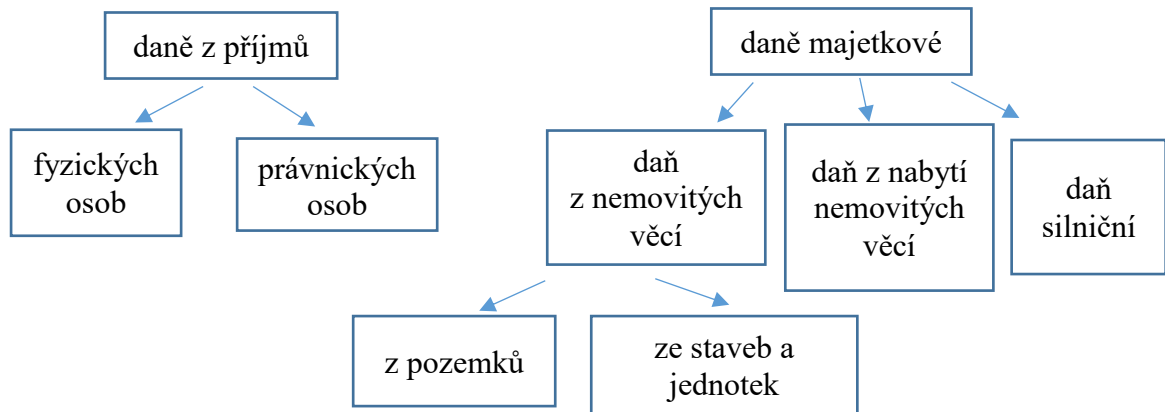 daně z příjmů
daně majetkové
fyzických
osob
právnických
osob
daň
z nemovitých
věcí
daň z nabytí
nemovitých
věcí
daň
silniční
z pozemků
ze staveb a
jednotek